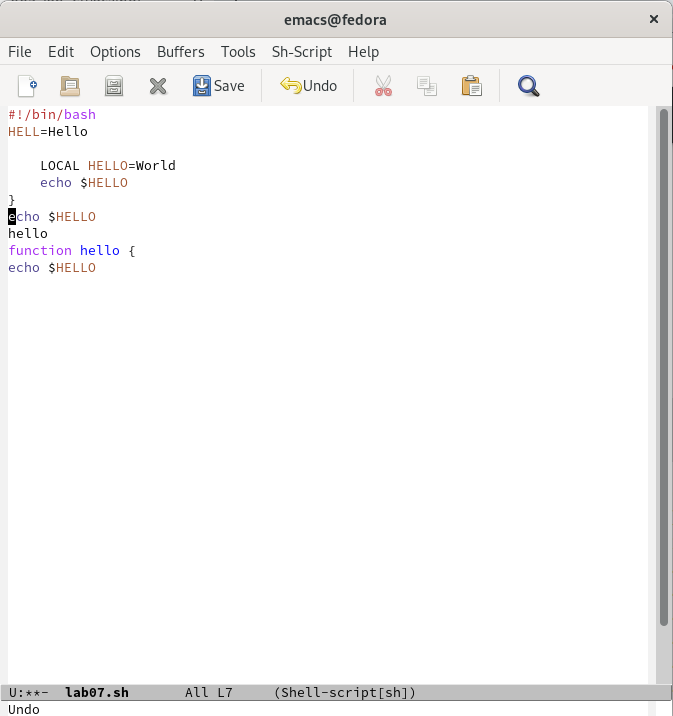 emacs@fedora
File Edit Options Buffers Tools Sh-Script Help
Save Undo
#!/bin/bash
HELL=Hello
    LOCAL HELLO=World
    echo $HELLO
}
echo $HELLO
hello
function hello {
echo $HELLO
U:**- lab07.sh All L7 (Shell-script[sh])
Undo